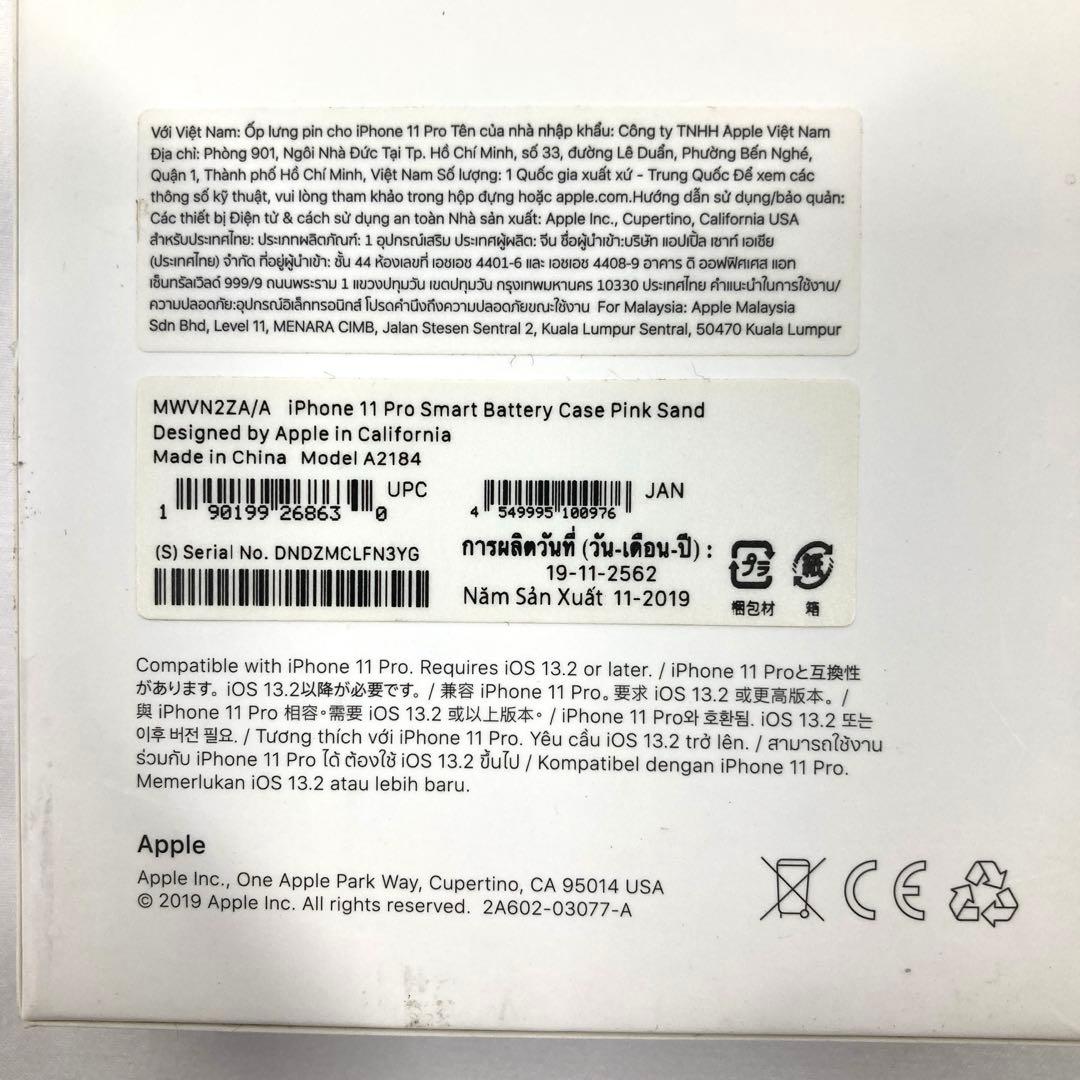 Với Việt Nam: Ốp lưng pin cho iPhone 11 Pro Tên của nhà nhập khẩu: Công ty TNHH Apple Việt Nam
Địa chỉ: Phòng 901, Ngôi Nhà Đức Tại Tp. Hồ Chí Minh, số 33, đường Lê Duẩn, Phường Bến Nghé,
Quận 1, Thành phố Hồ Chí Minh, Việt Nam Số lượng: 1 Quốc gia xuất xứ - Trung Quốc Để xem các
thông số kỹ thuật, vui lòng tham khảo trong hộp đựng hoặc apple.com.Hướng dẫn sử dụng/bảo quản:
Các thiết bị Điện tử & cách sử dụng an toàn Nhà sản xuất: Apple Inc., Cupertino, California USA
สำหรับประเทศไทย: ประเภทผลิตภัณฑ์: 1 อุปกรณ์เสริม ประเทศผู้ผลิต: จีน ชื่อผู้นำเข้า:บริษัท แอปเปิ้ล เซาท์ เอเชีย
(ประเทศไทย) จำกัด ที่อยู่ผู้นำเข้า: ชั้น 44 ห้องเลขที่ เอชเอช 4401-6 และ เอชเอช 4408-9 อาคาร ดิ ออฟฟิศเศส แอท
เซ็นทรัลเวิลด์ 999/9 ถนนพระราม 1 แขวงปทุมวัน เขตปทุมวัน กรุงเทพมหานคร 10330 ประเทศไทย คำแนะนำในการใช้งาน/
ความปลอดภัย:อุปกรณ์อิเล็กทรอนิกส์ โปรดคำนึงถึงความปลอดภัยขณะใช้งาน For Malaysia: Apple Malaysia
Sdn Bhd, Level 11, MENARA CIMB, Jalan Stesen Sentral 2, Kuala Lumpur Sentral, 50470 Kuala Lumpur
MWVN2ZA/A iPhone 11 Pro Smart Battery Case Pink Sand
Designed by Apple in California
Made in China Model A2184
UPC
1 90199 26863 0
JAN
4 549995 100976
(S) Serial No. DNDZMCLFN3YG
การผลิตวันที่ (วัน-เดือน-ปี) :
19-11-2562
Năm Sản Xuất 11-2019
プラ
梱包材
紙
箱
Compatible with iPhone 11 Pro. Requires iOS 13.2 or later. / iPhone 11 Proと互換性
があります。iOS 13.2以降が必要です。/ 兼容 iPhone 11 Pro。要求 iOS 13.2 或更高版本。/
與 iPhone 11 Pro 相容。需要 iOS 13.2 或以上版本。/ iPhone 11 Pro와 호환됨. iOS 13.2 또는
이후 버전 필요. / Tương thích với iPhone 11 Pro. Yêu cầu iOS 13.2 trở lên. / สามารถใช้งาน
ร่วมกับ iPhone 11 Pro ได้ ต้องใช้ iOS 13.2 ขึ้นไป / Kompatibel dengan iPhone 11 Pro.
Memerlukan iOS 13.2 atau lebih baru.
Apple
Apple Inc., One Apple Park Way, Cupertino, CA 95014 USA
© 2019 Apple Inc. All rights reserved. 2A602-03077-A
CE